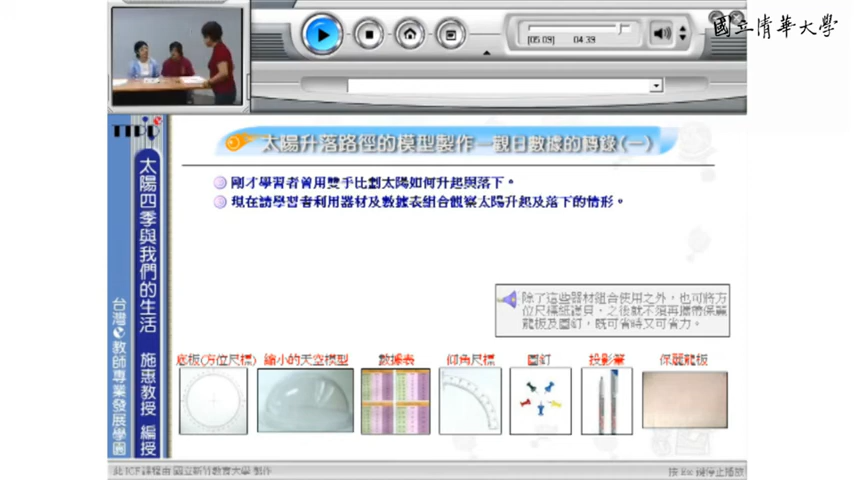 國立清華大學
[05:09] 04:39
TTPD
太陽四季與我們的生活 施惠教授 編授
台灣教師專業發展學園
太陽升落路徑的模型製作—觀日數據的轉錄(一)
剛才學習者曾用雙手比劃太陽如何升起與落下。
現在請學習者利用器材及數據表組合觀察太陽升起及落下的情形。
除了這些器材組合使用之外，也可將方
位尺標紙護貝，之後就不須再攜帶保麗
龍板及圖釘，既可省時又可省力。
底板(方位尺標) 縮小的天空模型 數據表 仰角尺標 圖釘 投影筆 保麗龍板
此 ICP 課程由 國立新竹教育大學 製作
按 Esc 鍵停止播放